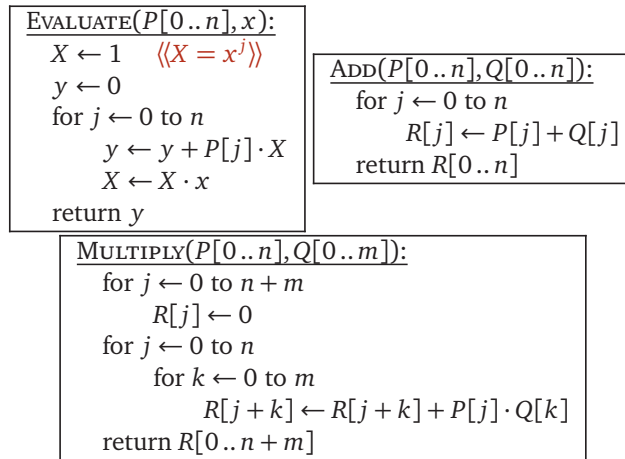 EVALUATE(P[0..n], x):
X ← 1 ⟨⟨X = x^j⟩⟩
y ← 0
for j ← 0 to n
y ← y + P[j] · X
X ← X · x
return y
ADD(P[0..n], Q[0..n]):
for j ← 0 to n
R[j] ← P[j] + Q[j]
return R[0..n]
MULTIPLY(P[0..n], Q[0..m]):
for j ← 0 to n + m
R[j] ← 0
for j ← 0 to n
for k ← 0 to m
R[j + k] ← R[j + k] + P[j] · Q[k]
return R[0..n + m]